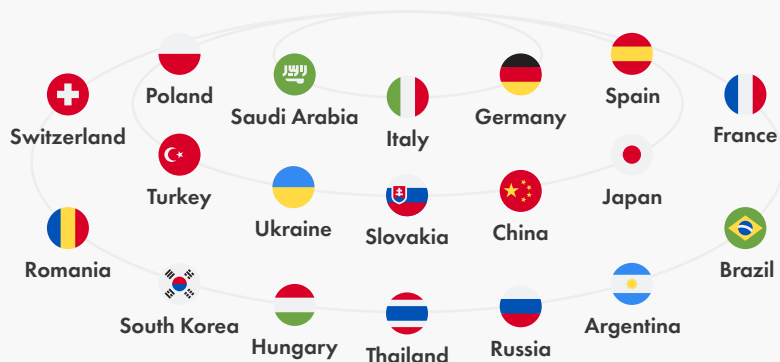 Poland
Saudi Arabia
Germany
Spain
Switzerland
Italy
France
Turkey
Ukraine
Slovakia
China
Japan
Romania
Brazil
South Korea
Hungary
Thailand
Russia
Argentina